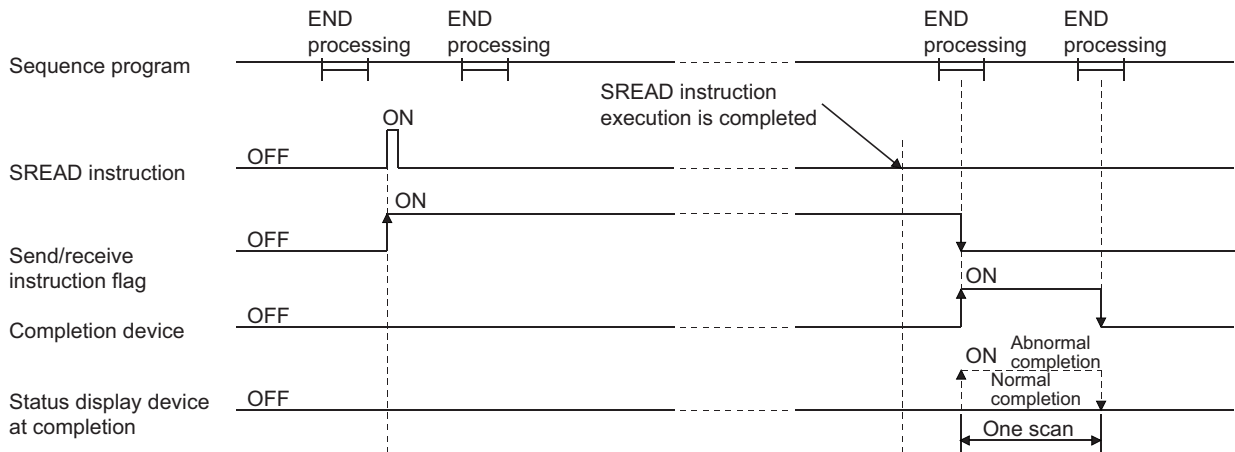 END
processing
END
processing
END
processing
END
processing
Sequence program
SREAD instruction
execution is completed
ON
OFF
SREAD instruction
ON
OFF
Send/receive
instruction flag
ON
OFF
Completion device
ON
Abnormal
completion
Normal
completion
OFF
Status display device
at completion
One scan